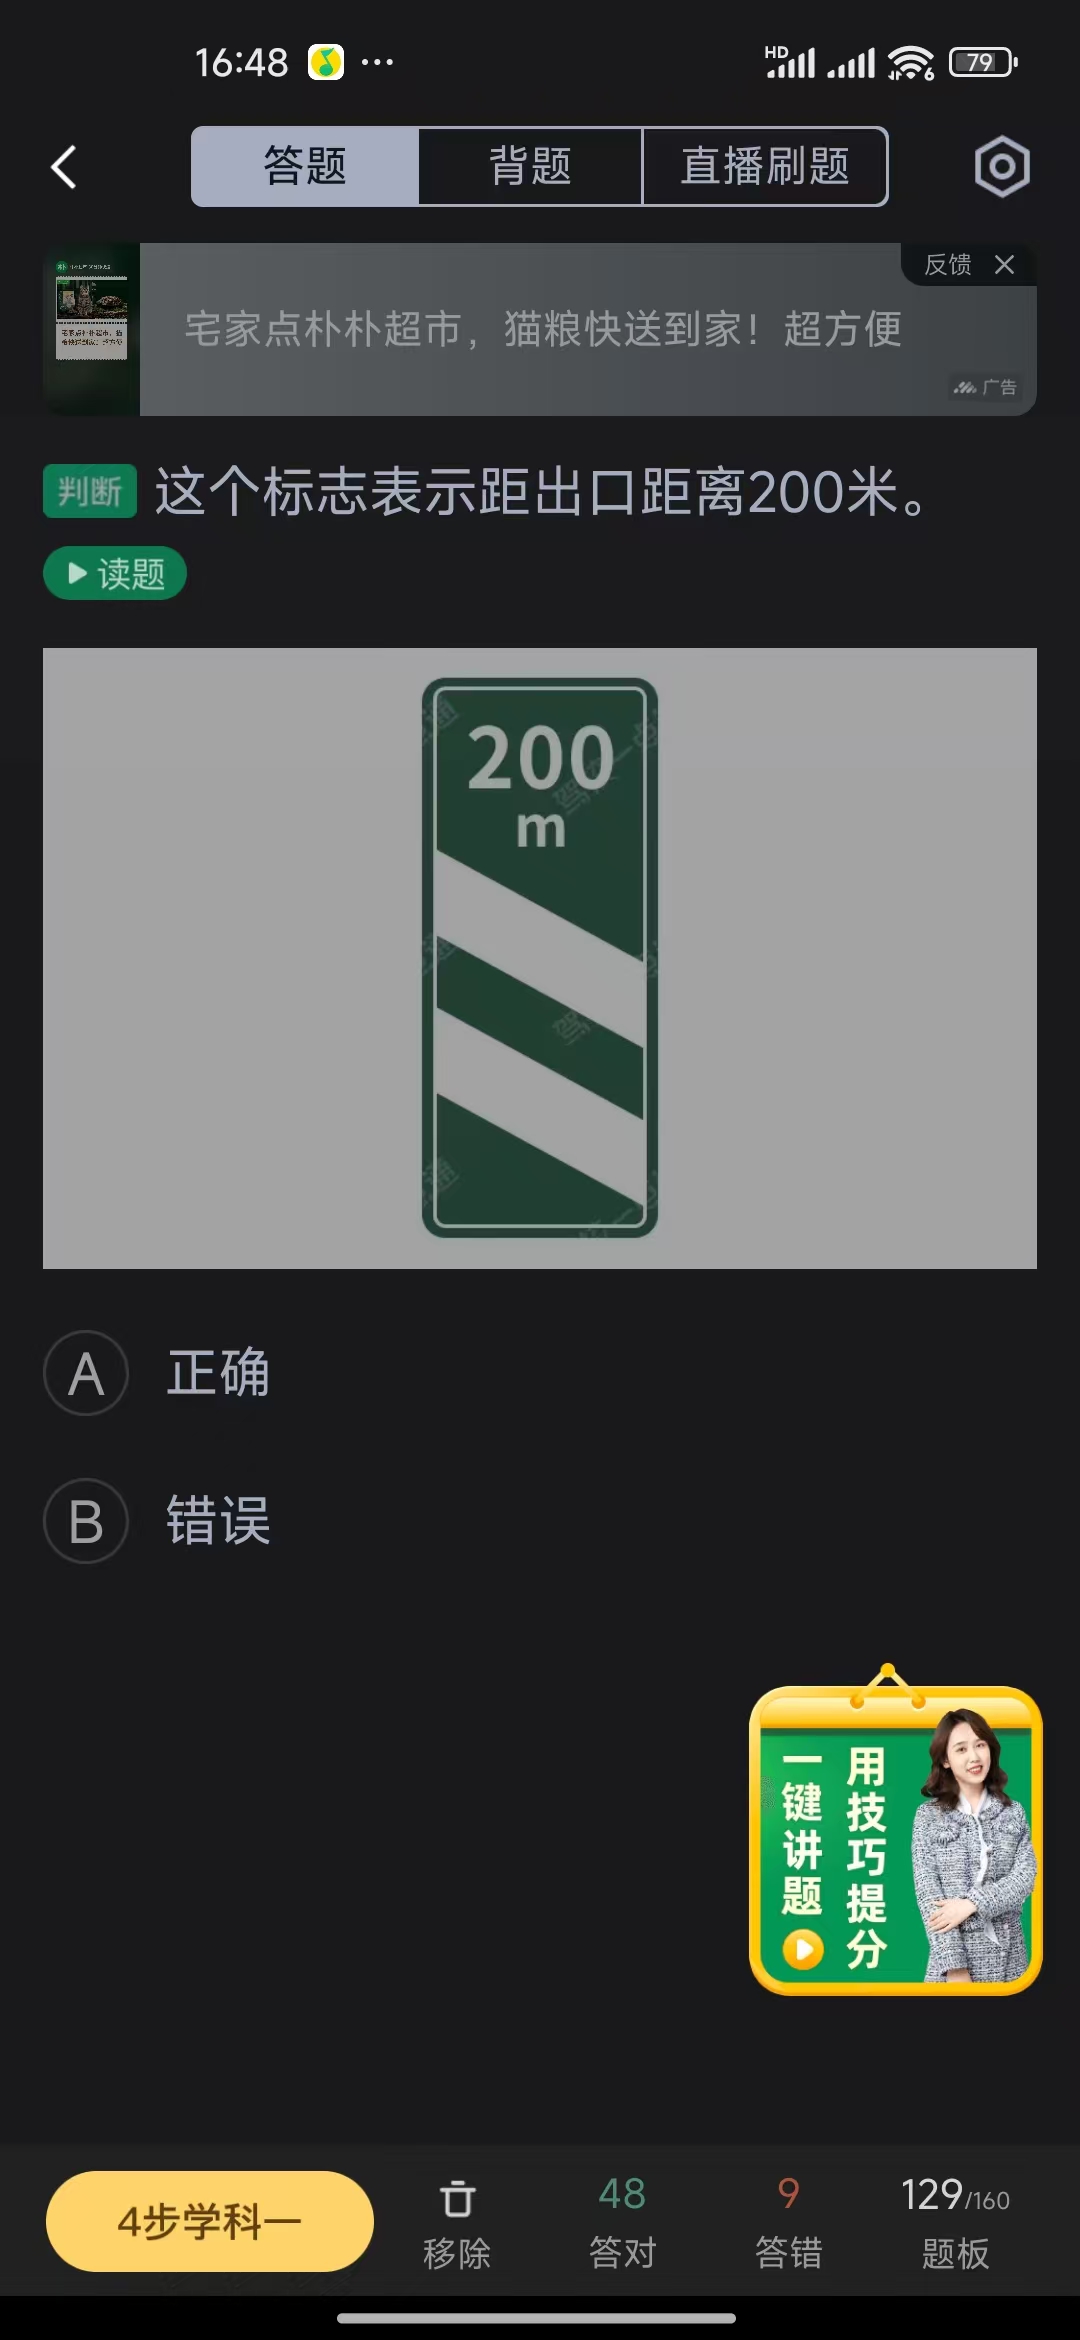 16:48
HD
6
79
答题
背题
直播刷题
宅家点朴朴超市，猫粮快送到家！超方便
反馈
广告
判断 这个标志表示距出口距离200米。
读题
200
m
A 正确
B 错误
一键讲题
用技巧提分
4步学科一
移除
48
答对
9
答错
129/160
题板